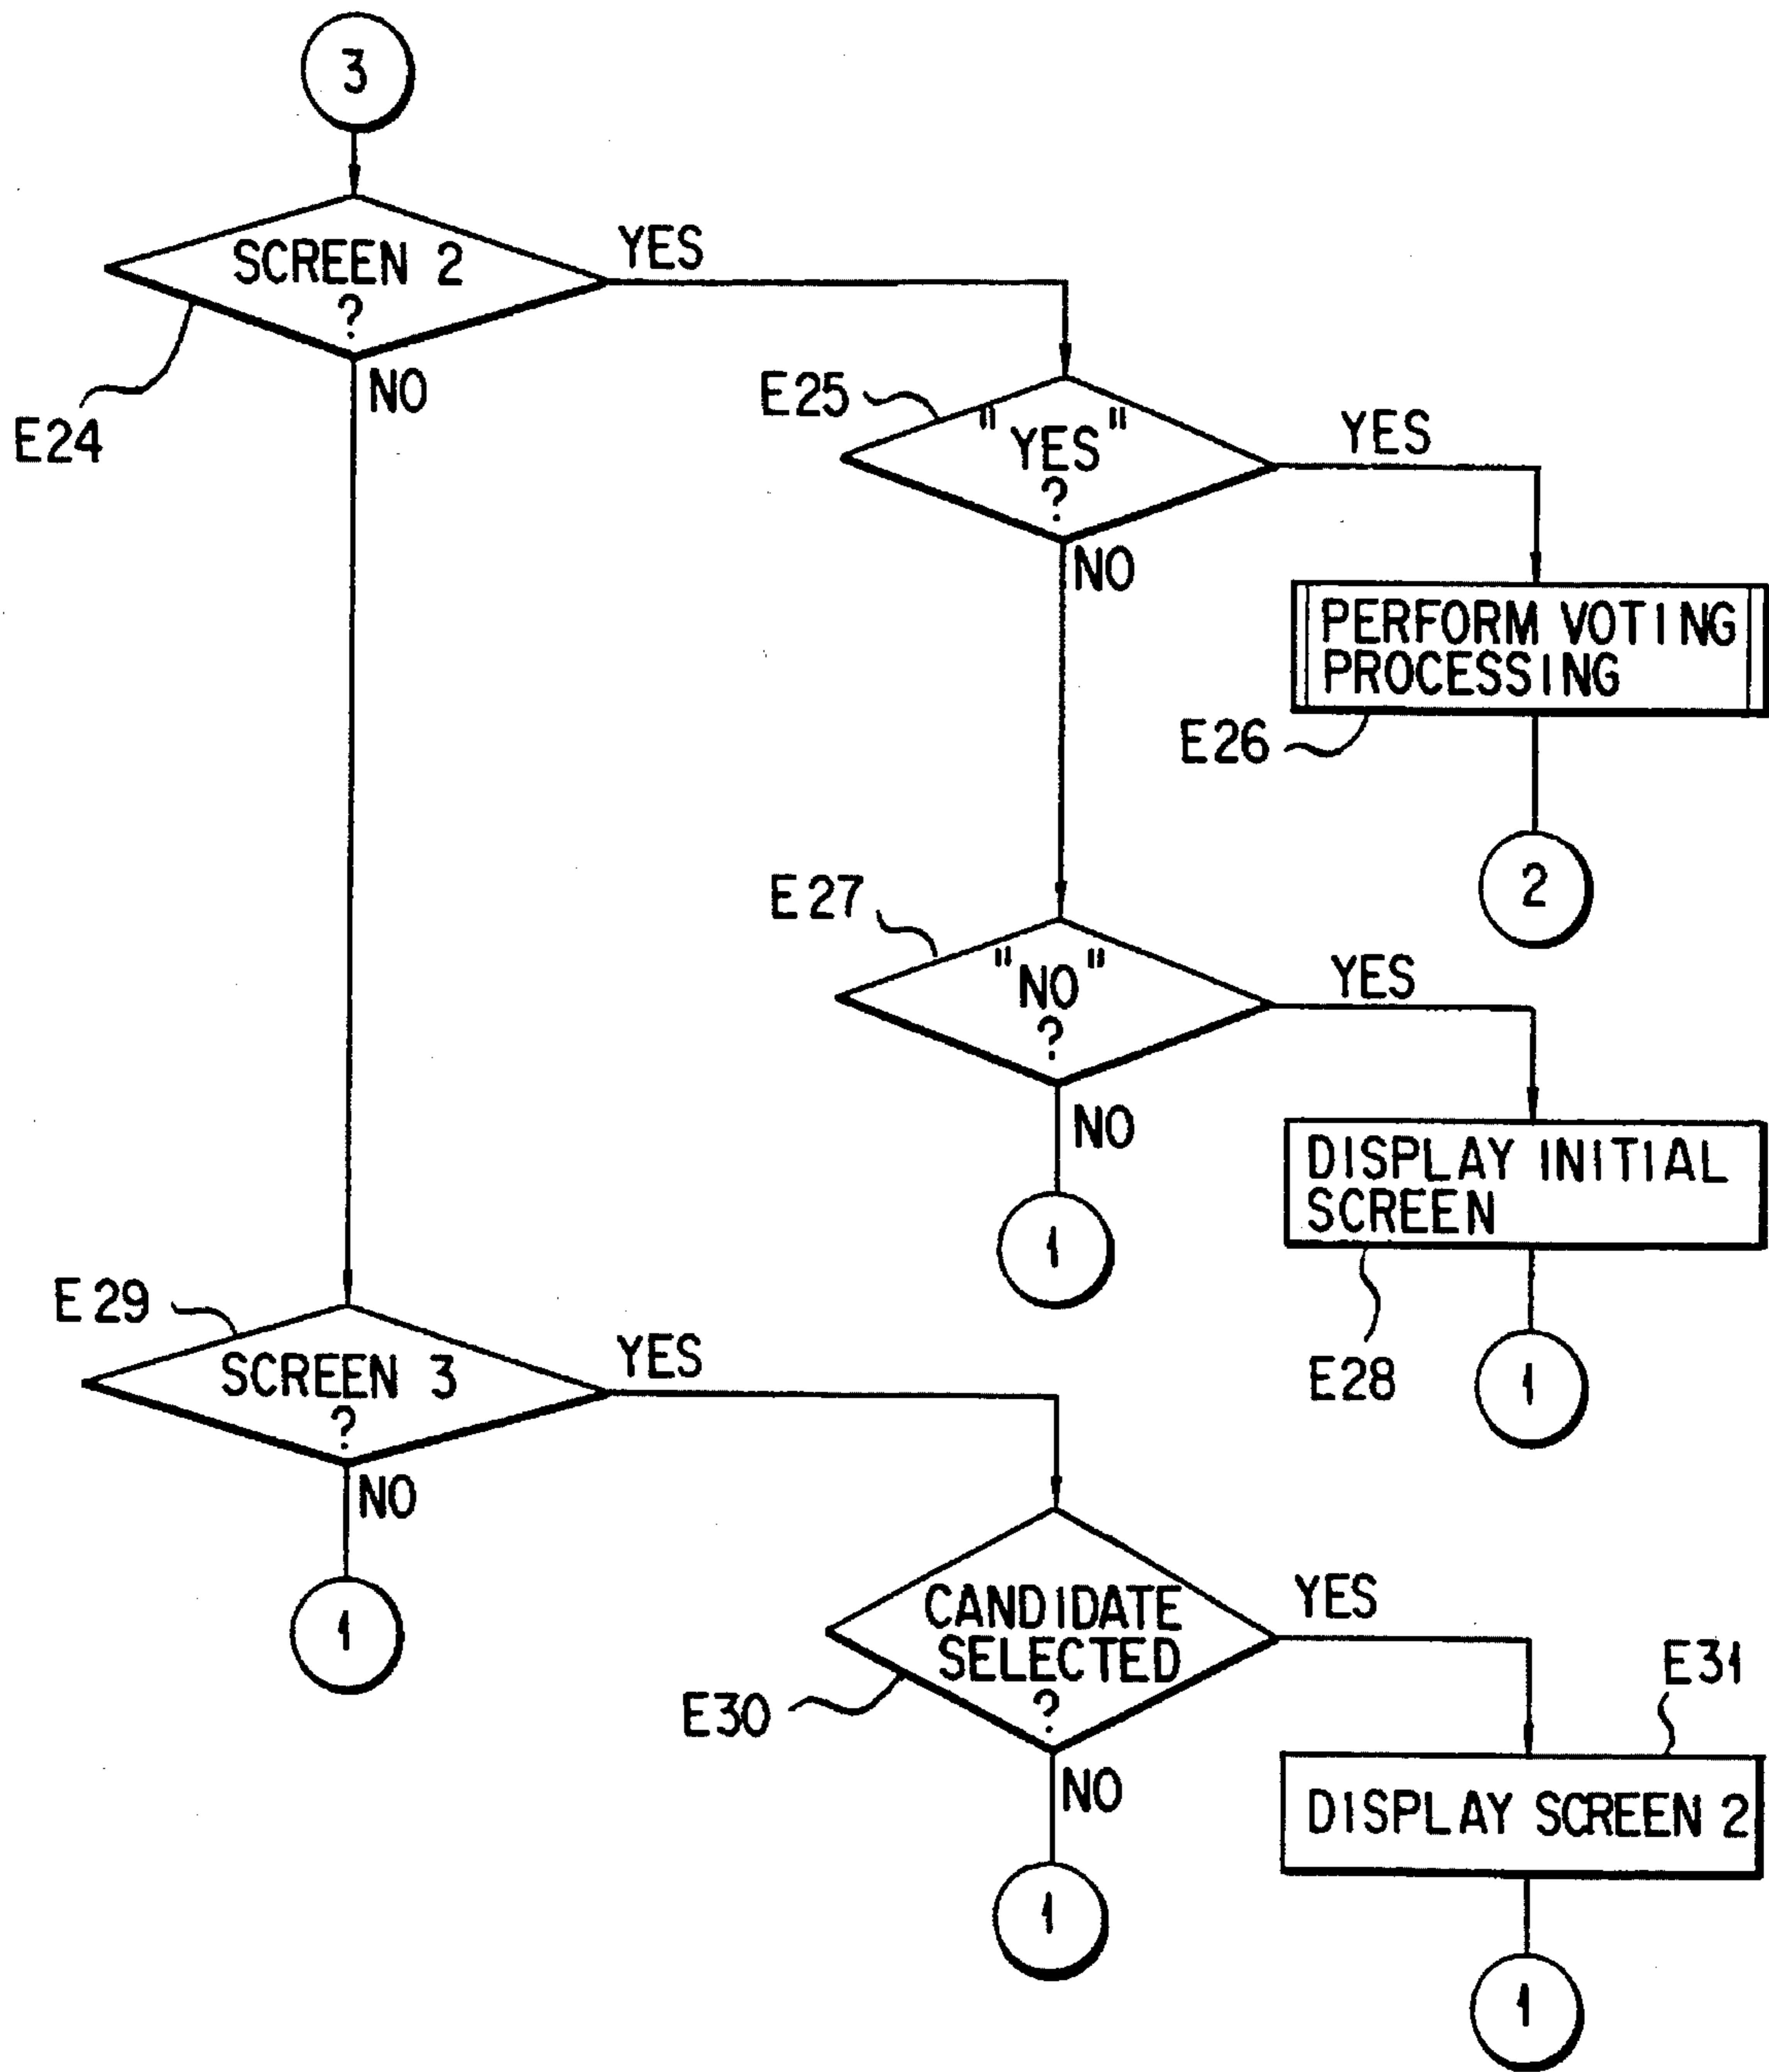 3
SCREEN 2
?
YES
NO
E24
E25
"YES"
?
YES
NO
PERFORM VOTING
PROCESSING
E26
2
E27
"NO"
?
YES
NO
1
DISPLAY INITIAL
SCREEN
E28
1
E29
SCREEN 3
?
YES
NO
1
CANDIDATE
SELECTED
?
YES
E30
NO
1
E31
DISPLAY SCREEN 2
1